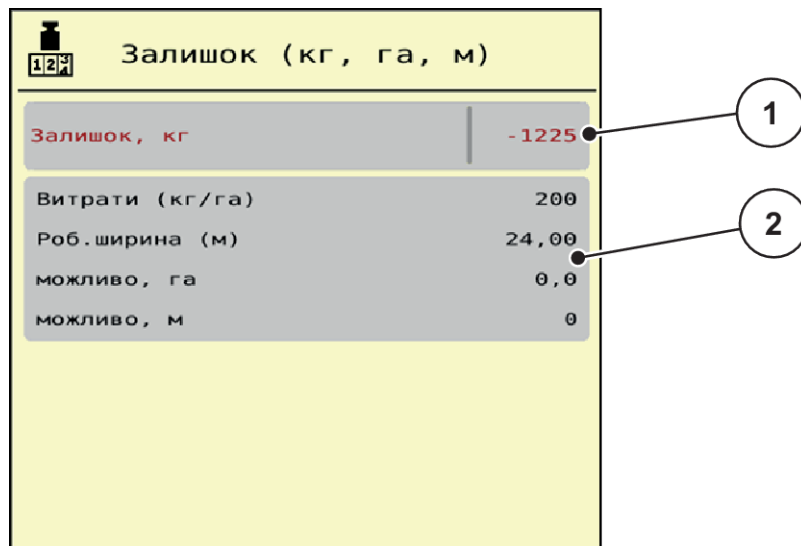 123
Залишок (кг, га, м)
Залишок, кг -1225
1
Витрати (кг/га) 200
Роб.ширина (м) 24,00
2
можливо, га 0,0
можливо, м 0